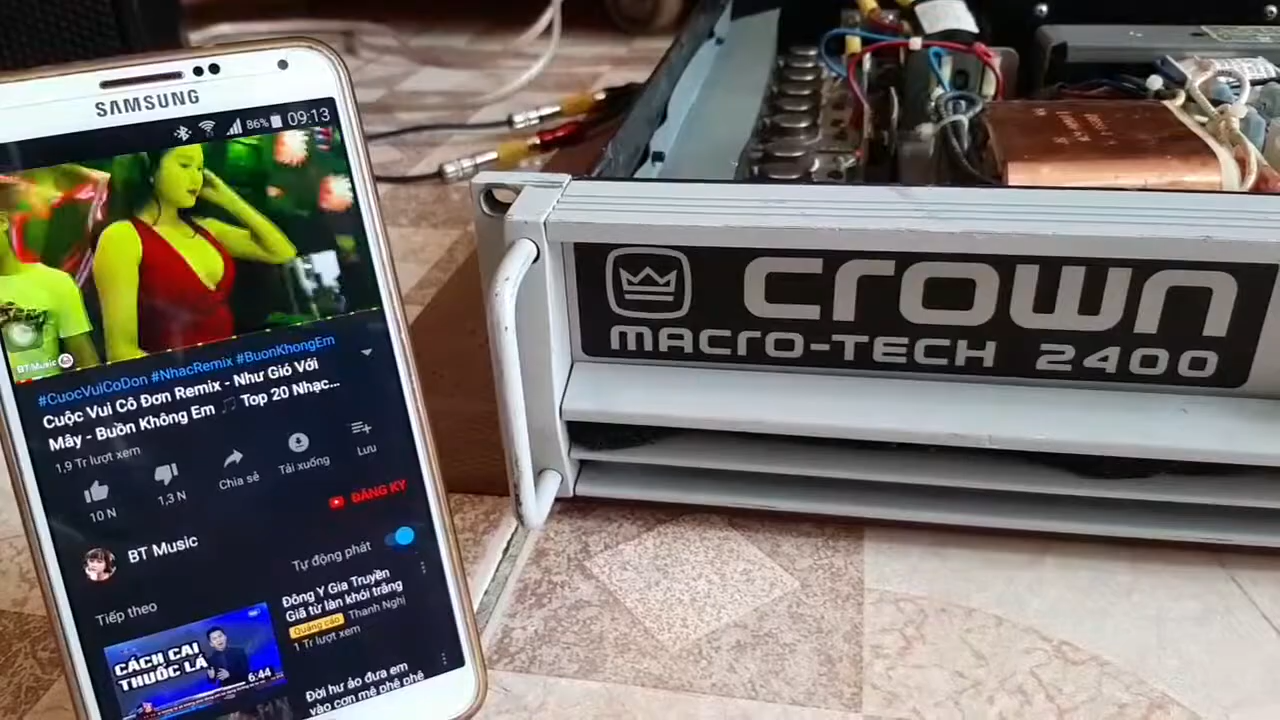 SAMSUNG
86% 09:13
BT Music
#CuocVuiCoDon #NhacRemix #BuonKhongEm
Cuộc Vui Cô Đơn Remix - Như Gió Với
Mây - Buồn Không Em 🎵 Top 20 Nhạc...
1,9 Tr lượt xem
10 N
1,3 N
Chia sẻ
Tải xuống
Lưu
ĐĂNG KÝ
BT Music
Tự động phát
Tiếp theo
CÁCH CAI
THUỐC LÁ
6:44
Đông Y Gia Truyền
Giã từ làn khói trắng
Quảng cáo Thanh Nghị
1 Tr lượt xem
Đời hư ảo đưa em
vào cơn mê phê phê
crown
MACRO-TECH 2400